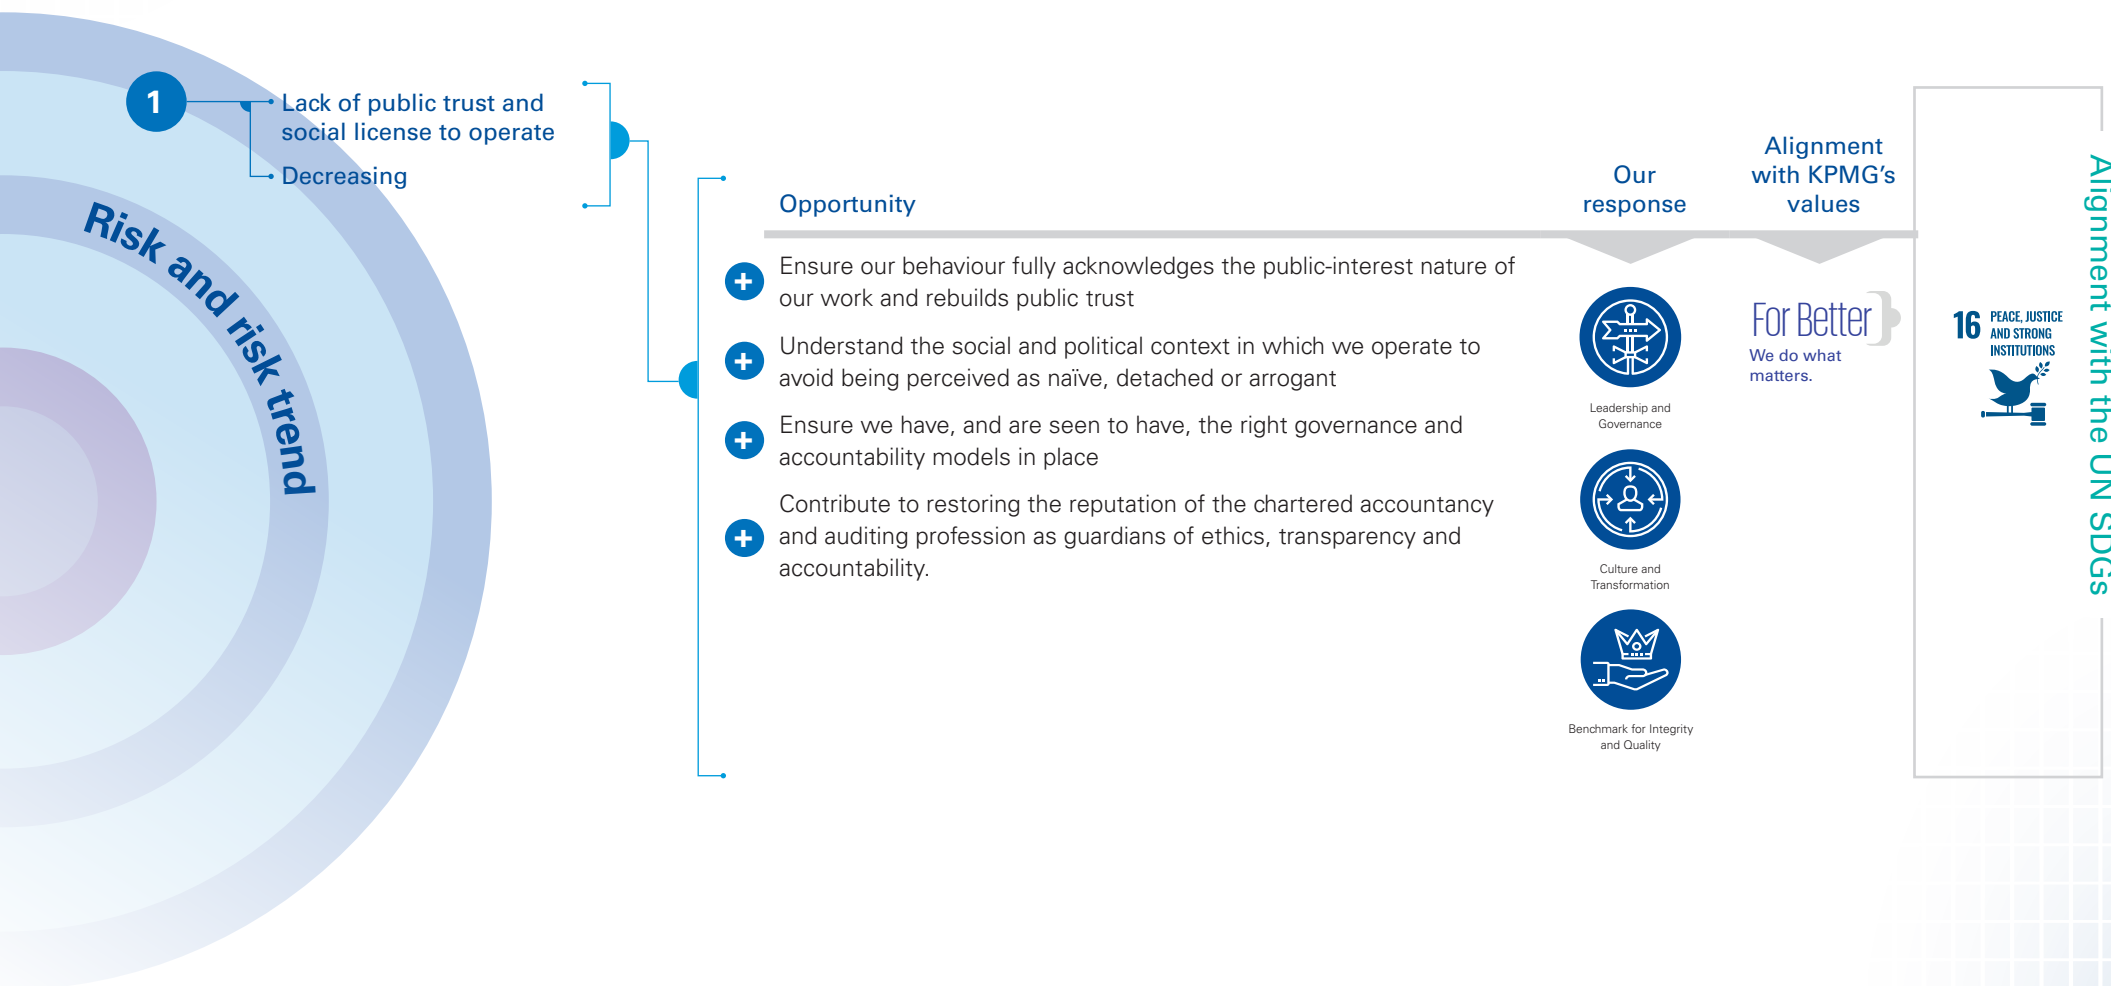 1
Lack of public trust and
social license to operate
Decreasing
Risk and risk trend
Opportunity
Our
response
Alignment
with KPMG's
values
Ensure our behaviour fully acknowledges the public-interest nature of
our work and rebuilds public trust
Understand the social and political context in which we operate to
avoid being perceived as naïve, detached or arrogant
Ensure we have, and are seen to have, the right governance and
accountability models in place
Contribute to restoring the reputation of the chartered accountancy
and auditing profession as guardians of ethics, transparency and
accountability.
Leadership and
Governance
Culture and
Transformation
Benchmark for Integrity
and Quality
For Better
We do what
matters.
16 PEACE, JUSTICE
AND STRONG
INSTITUTIONS
Alignment with the UN SDGs